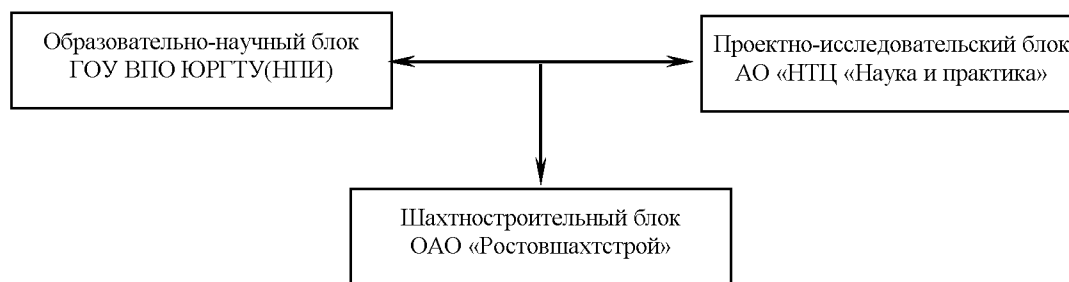 Образовательно-научный блок
ГОУ ВПО ЮРГТУ(НПИ)
Проектно-исследовательский блок
АО «НТЦ «Наука и практика»
Шахтностроительный блок
ОАО «Ростовшахтстрой»